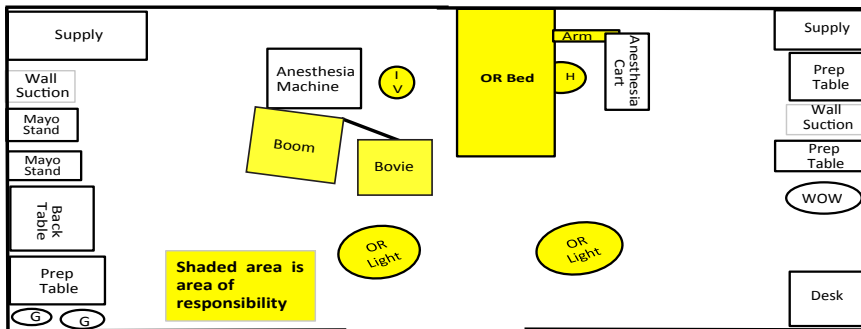 Supply
Wall
Suction
Mayo
Stand
Mayo
Stand
Back
Table
Prep
Table
G
G
Anesthesia
Machine
I
V
Boom
Bovie
OR
Light
Shaded area is
area of
responsibility
OR Bed
Arm
H
Anesthesia
Cart
OR
Light
Supply
Prep
Table
Wall
Suction
Prep
Table
WOW
Desk